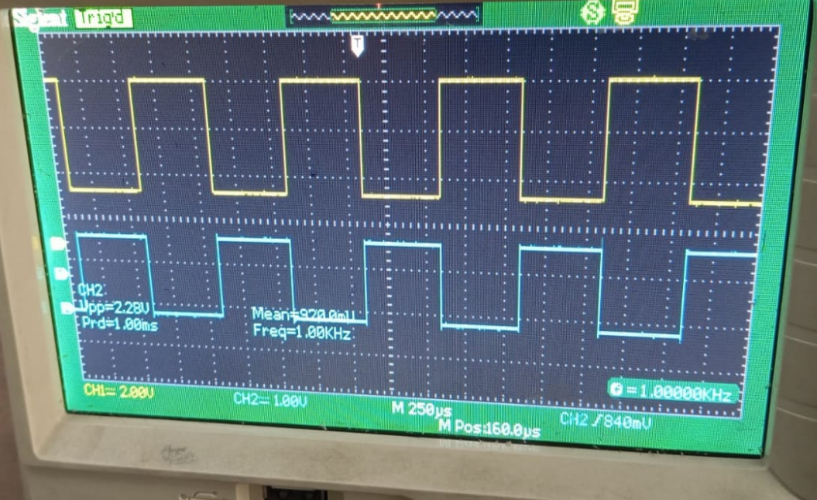 Siglent Trig'd
T
CH2
Vpp=2.28V
Prd=1.00ms
Mean=920.0mV
Freq=1.00KHz
= 1.00000KHz
CH1 2.00V
CH2 1.00V
M 250µs
CH2 /840mV
M Pos:160.0µs